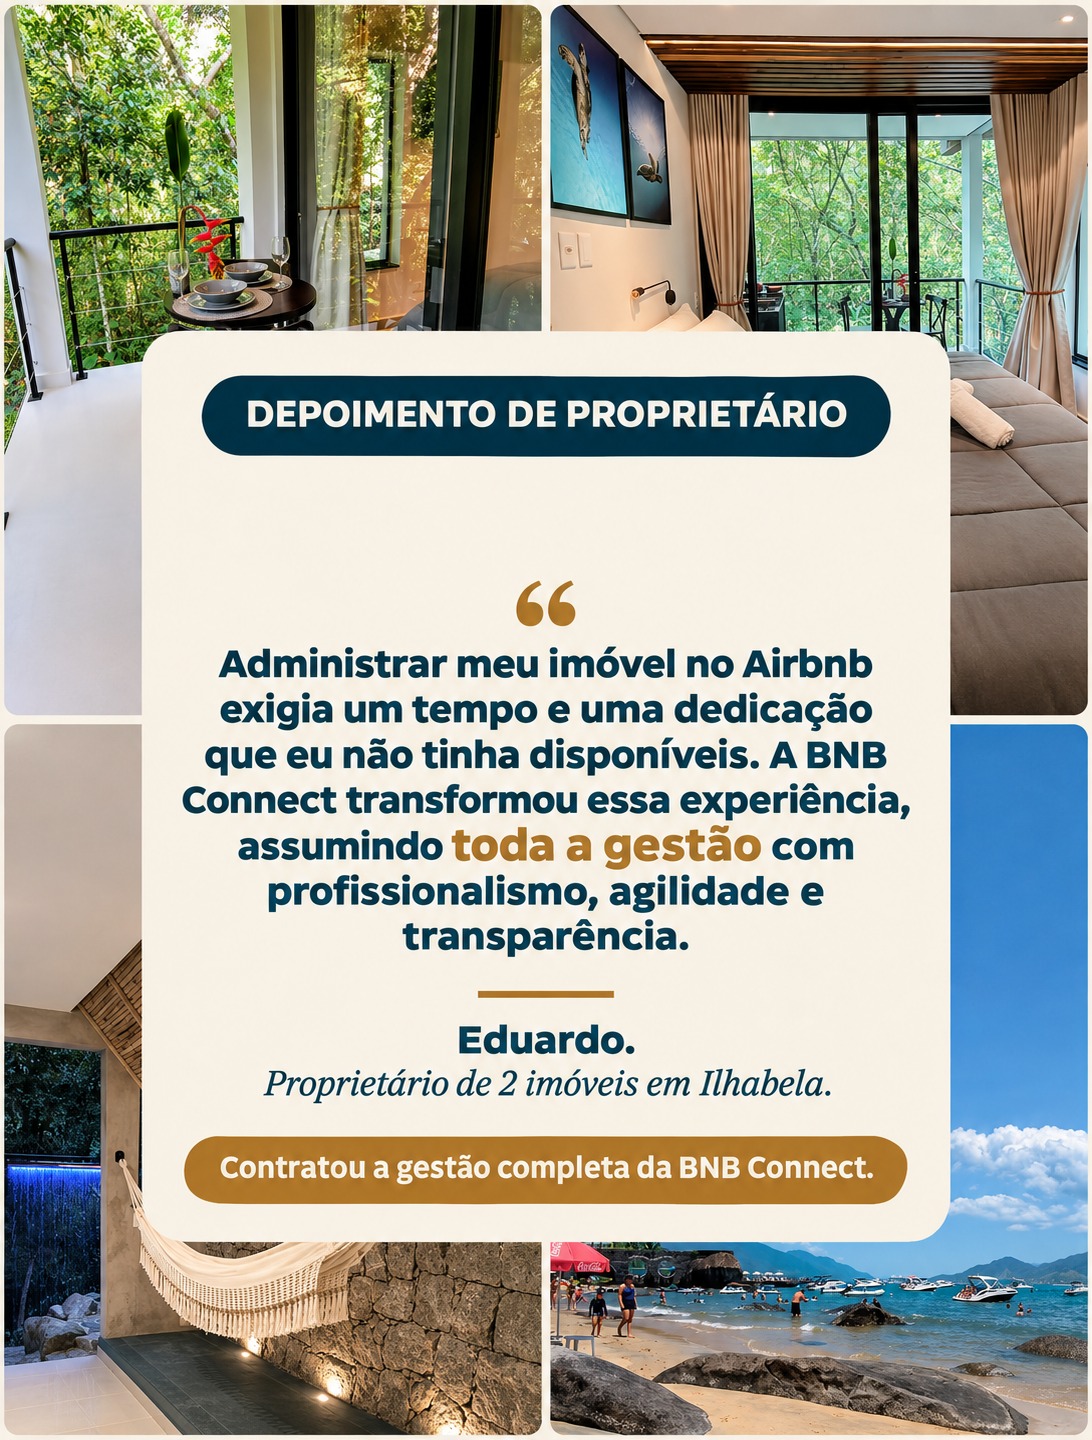 DEPOIMENTO DE PROPRIETÁRIO
“
Administrar meu imóvel no Airbnb
exigia um tempo e uma dedicação
que eu não tinha disponíveis. A BNB
Connect transformou essa experiência,
assumindo toda a gestão com
profissionalismo, agilidade e
transparência.
Eduardo.
Proprietário de 2 imóveis em Ilhabela.
Contratou a gestão completa da BNB Connect.